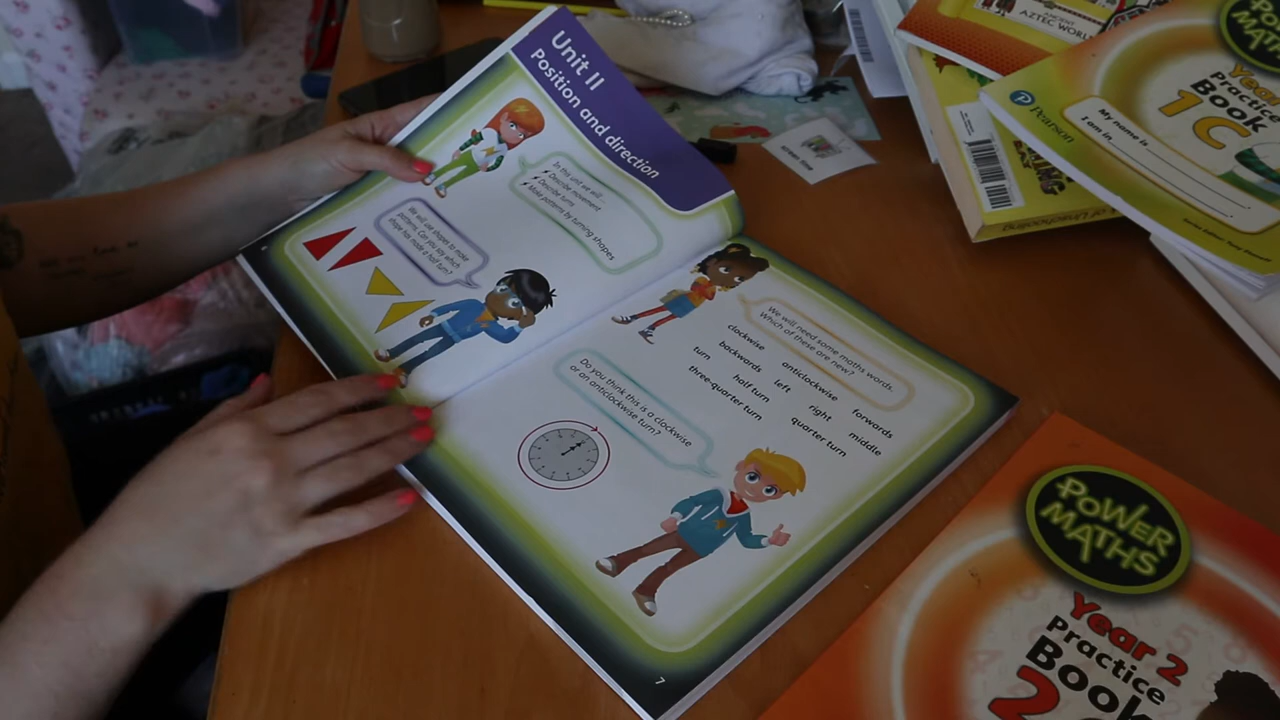 Unit 11
Position and direction
In this unit we will...
Describe movement
Describe turns
Make patterns by turning shapes
We will use shapes to make
patterns. Can you say which
shape has made a half turn?
We will need some maths words.
Which of these are new?
clockwise
anticlockwise
forwards
backwards
left
right
middle
turn
half turn
quarter turn
three-quarter turn
Do you think this is a clockwise
or an anticlockwise turn?
7
POWER
MATHS
Year 2
Practice
Book
2
AZTEC WORLD
POWER
Year
Practice
Book
1C
Pearson
My name is
I am in